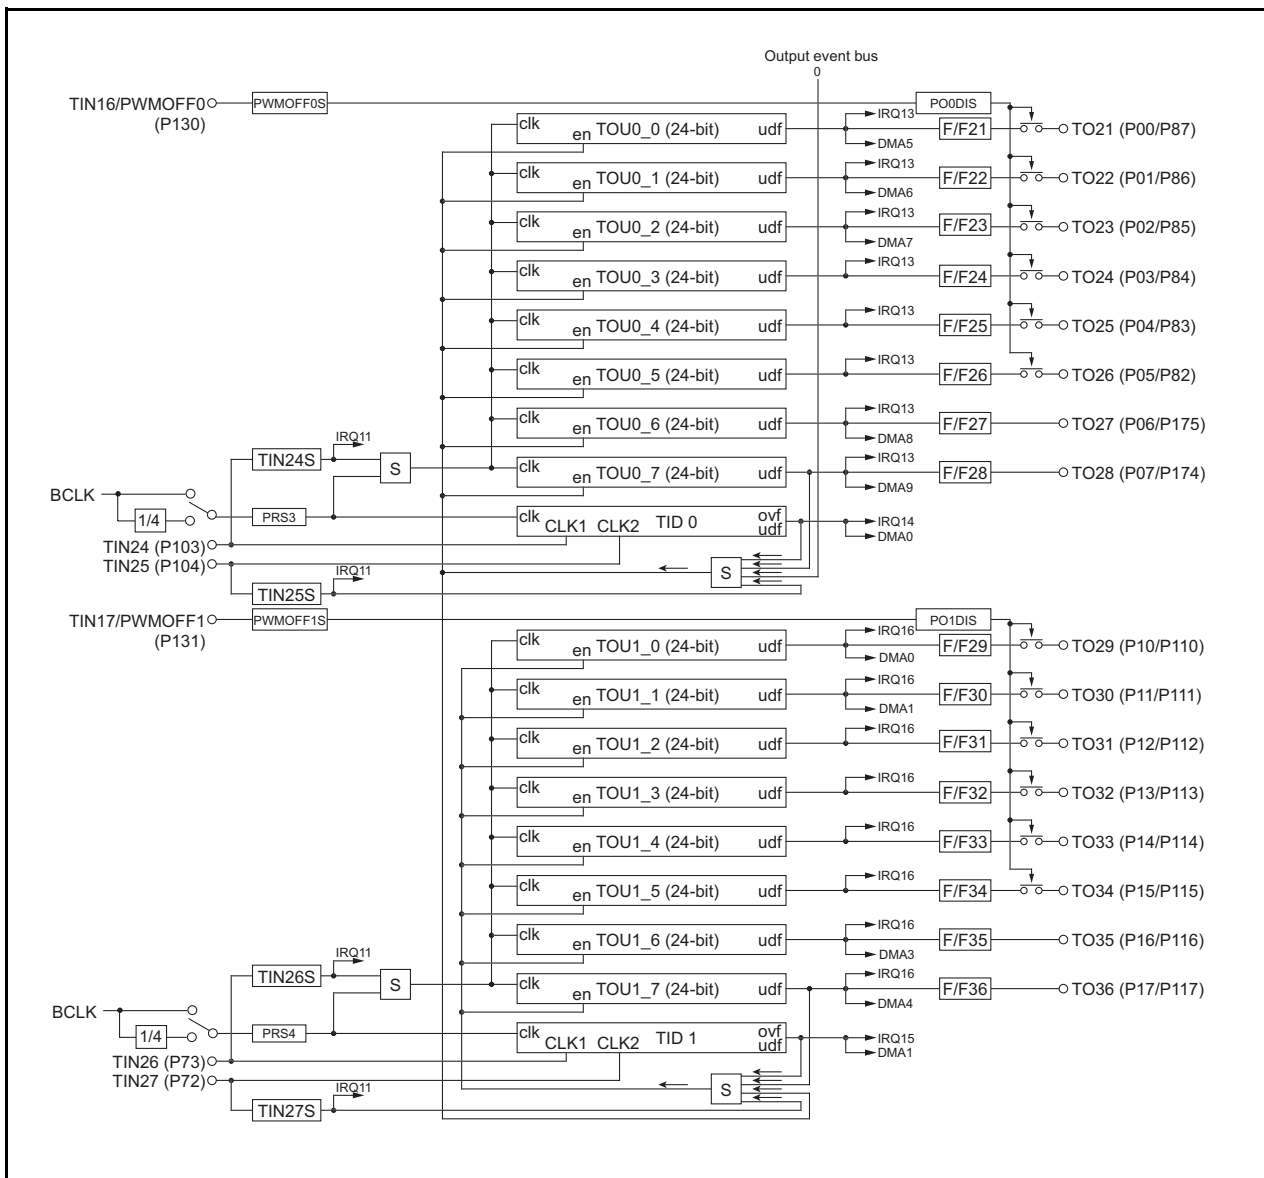 Output event bus
0
TIN16/PWMOFF0 PWMOFF0S PO0DIS
(P130)
IRQ13
clk en TOU0_0 (24-bit) udf F/F21 TO21 (P00/P87)
DMA5
IRQ13
clk en TOU0_1 (24-bit) udf F/F22 TO22 (P01/P86)
DMA6
IRQ13
clk en TOU0_2 (24-bit) udf F/F23 TO23 (P02/P85)
DMA7
IRQ13
clk en TOU0_3 (24-bit) udf F/F24 TO24 (P03/P84)
IRQ13
clk en TOU0_4 (24-bit) udf F/F25 TO25 (P04/P83)
IRQ13
clk en TOU0_5 (24-bit) udf F/F26 TO26 (P05/P82)
IRQ13
clk en TOU0_6 (24-bit) udf F/F27 TO27 (P06/P175)
IRQ11 DMA8
TIN24S S IRQ13
clk en TOU0_7 (24-bit) udf F/F28 TO28 (P07/P174)
DMA9
BCLK
1/4 PRS3 clk CLK1 CLK2 TID 0 ovf udf IRQ14
DMA0
TIN24 (P103)
TIN25 (P104)
IRQ11 S
TIN25S
TIN17/PWMOFF1 PWMOFF1S PO1DIS
(P131)
IRQ16
clk en TOU1_0 (24-bit) udf F/F29 TO29 (P10/P110)
DMA0
IRQ16
clk en TOU1_1 (24-bit) udf F/F30 TO30 (P11/P111)
DMA1
IRQ16
clk en TOU1_2 (24-bit) udf F/F31 TO31 (P12/P112)
IRQ16
clk en TOU1_3 (24-bit) udf F/F32 TO32 (P13/P113)
IRQ16
clk en TOU1_4 (24-bit) udf F/F33 TO33 (P14/P114)
IRQ16
clk en TOU1_5 (24-bit) udf F/F34 TO34 (P15/P115)
IRQ16
clk en TOU1_6 (24-bit) udf F/F35 TO35 (P16/P116)
IRQ11 DMA3
TIN26S S IRQ16
clk en TOU1_7 (24-bit) udf F/F36 TO36 (P17/P117)
DMA4
BCLK
1/4 PRS4 clk CLK1 CLK2 TID 1 ovf udf IRQ15
DMA1
TIN26 (P73)
TIN27 (P72)
IRQ11 S
TIN27S